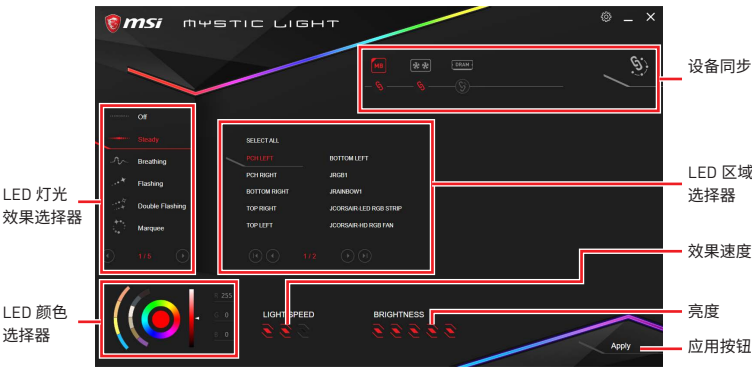 msi MYSTIC LIGHT
MB
DRAM
设备同步
Off
Steady
Breathing
Flashing
Double Flashing
Marquee
1/5
LED 灯光
效果选择器
SELECT ALL
PCH LEFT
BOTTOM LEFT
PCH RIGHT
JRGB1
BOTTOM RIGHT
JRAINBOW1
TOP RIGHT
JCORSAIR-LED RGB STRIP
TOP LEFT
JCORSAIR-HD RGB FAN
1/2
LED 区域
选择器
效果速度
LED 颜色
选择器
R 255
G 0
B 0
LIGHT SPEED
BRIGHTNESS
亮度
Apply
应用按钮